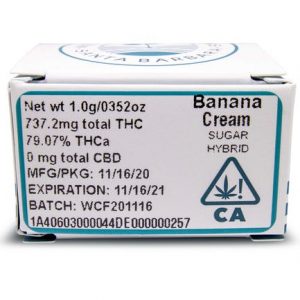 SANTA BARBARA
Net wt 1.0g/0352oz
737.2mg total THC
79.07% THCa
0 mg total CBD
MFG/PKG: 11/16/20
EXPIRATION: 11/16/21
BATCH: WCF201116
1A40603000044DE000000257
Banana
Cream
SUGAR
HYBRID
!
CA